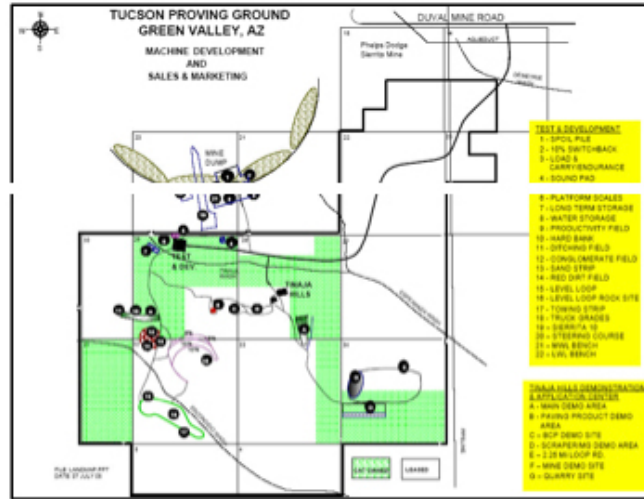 TUCSON PROVING GROUND
GREEN VALLEY, AZ
MACHINE DEVELOPMENT
AND
SALES & MARKETING
DUVAL MINE ROAD
AQUEDUCT
Phelps Dodge
Sierrita Mine
MINE
DUMP
TEST & DEVELOPMENT
1 - SPOIL PILE
2 - 10% SWITCHBACK
3 - LOAD &
CARRY/ENDURANCE
4 - SOUND PAD
6 - PLATFORM SCALES
7 - LONG TERM STORAGE
8 - WATER STORAGE
9 - PRODUCTIVITY FIELD
10 - HARD BANK
11 - DITCHING FIELD
12 - CONGLOMERATE FIELD
13 - SAND STRIP
14 - RED DIRT FIELD
15 - LEVEL LOOP
16 - LEVEL LOOP ROCK SITE
17 - TOWING STRIP
18 - TRUCK GRADES
19 - SIERRITA 10
20 - STEERING COURSE
21 - MWL BENCH
22 - LWL BENCH
TEST
& DEV.
TINAJA
HILLS
TINAJA HILLS DEMONSTRATION
& APPLICATION CENTER
A - MAIN DEMO AREA
B - PAVING PRODUCT DEMO
AREA
C - BCP DEMO SITE
D - SCRAPER/MG DEMO AREA
E - 2.25 MI LOOP RD.
F - MINE DEMO SITE
G - QUARRY SITE
CAT OWNED
LEASED